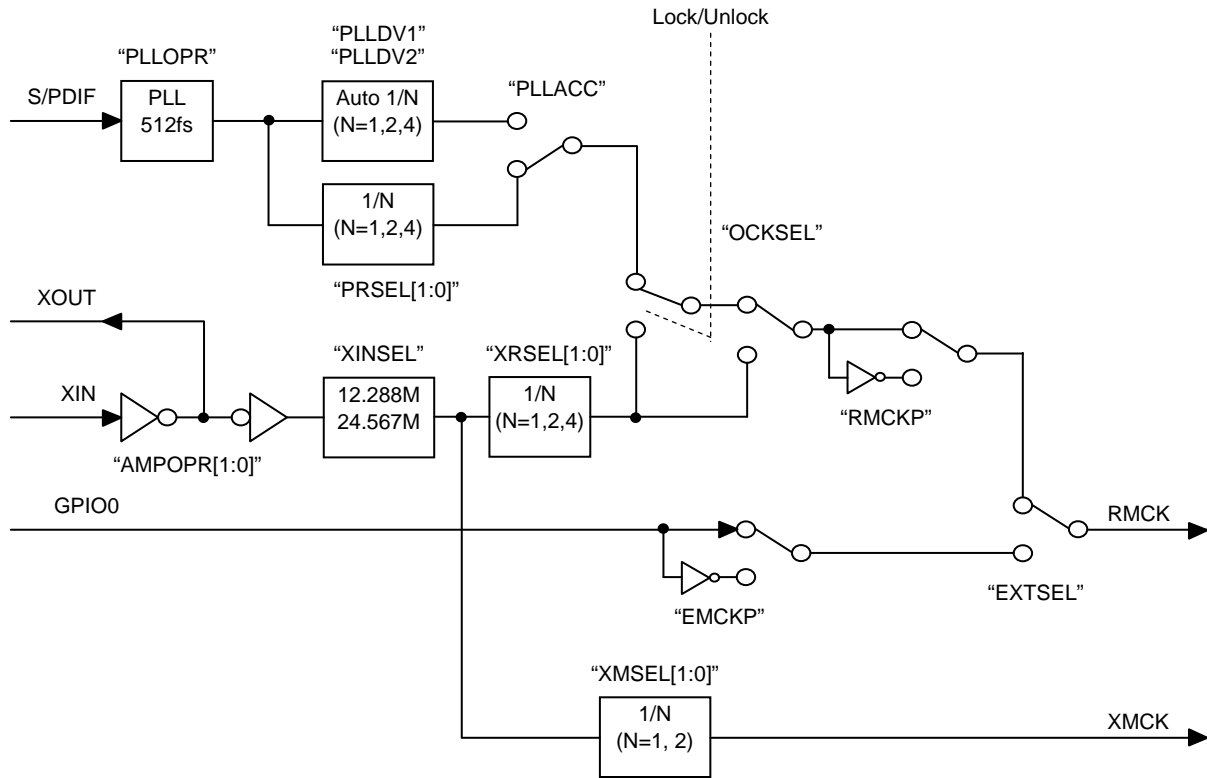 Lock/Unlock
“PLLDV1”
“PLLDV2”
“PLLOPR”
“PLLACC”
S/PDIF
PLL
512fs
Auto 1/N
(N=1,2,4)
1/N
(N=1,2,4)
“OCKSEL”
“PRSEL[1:0]”
XOUT
“XINSEL”
“XRSEL[1:0]”
XIN
12.288M
24.567M
1/N
(N=1,2,4)
“RMCKP”
“AMPOPR[1:0]”
GPIO0
RMCK
“EMCKP”
“EXTSEL”
“XMSEL[1:0]”
1/N
(N=1, 2)
XMCK